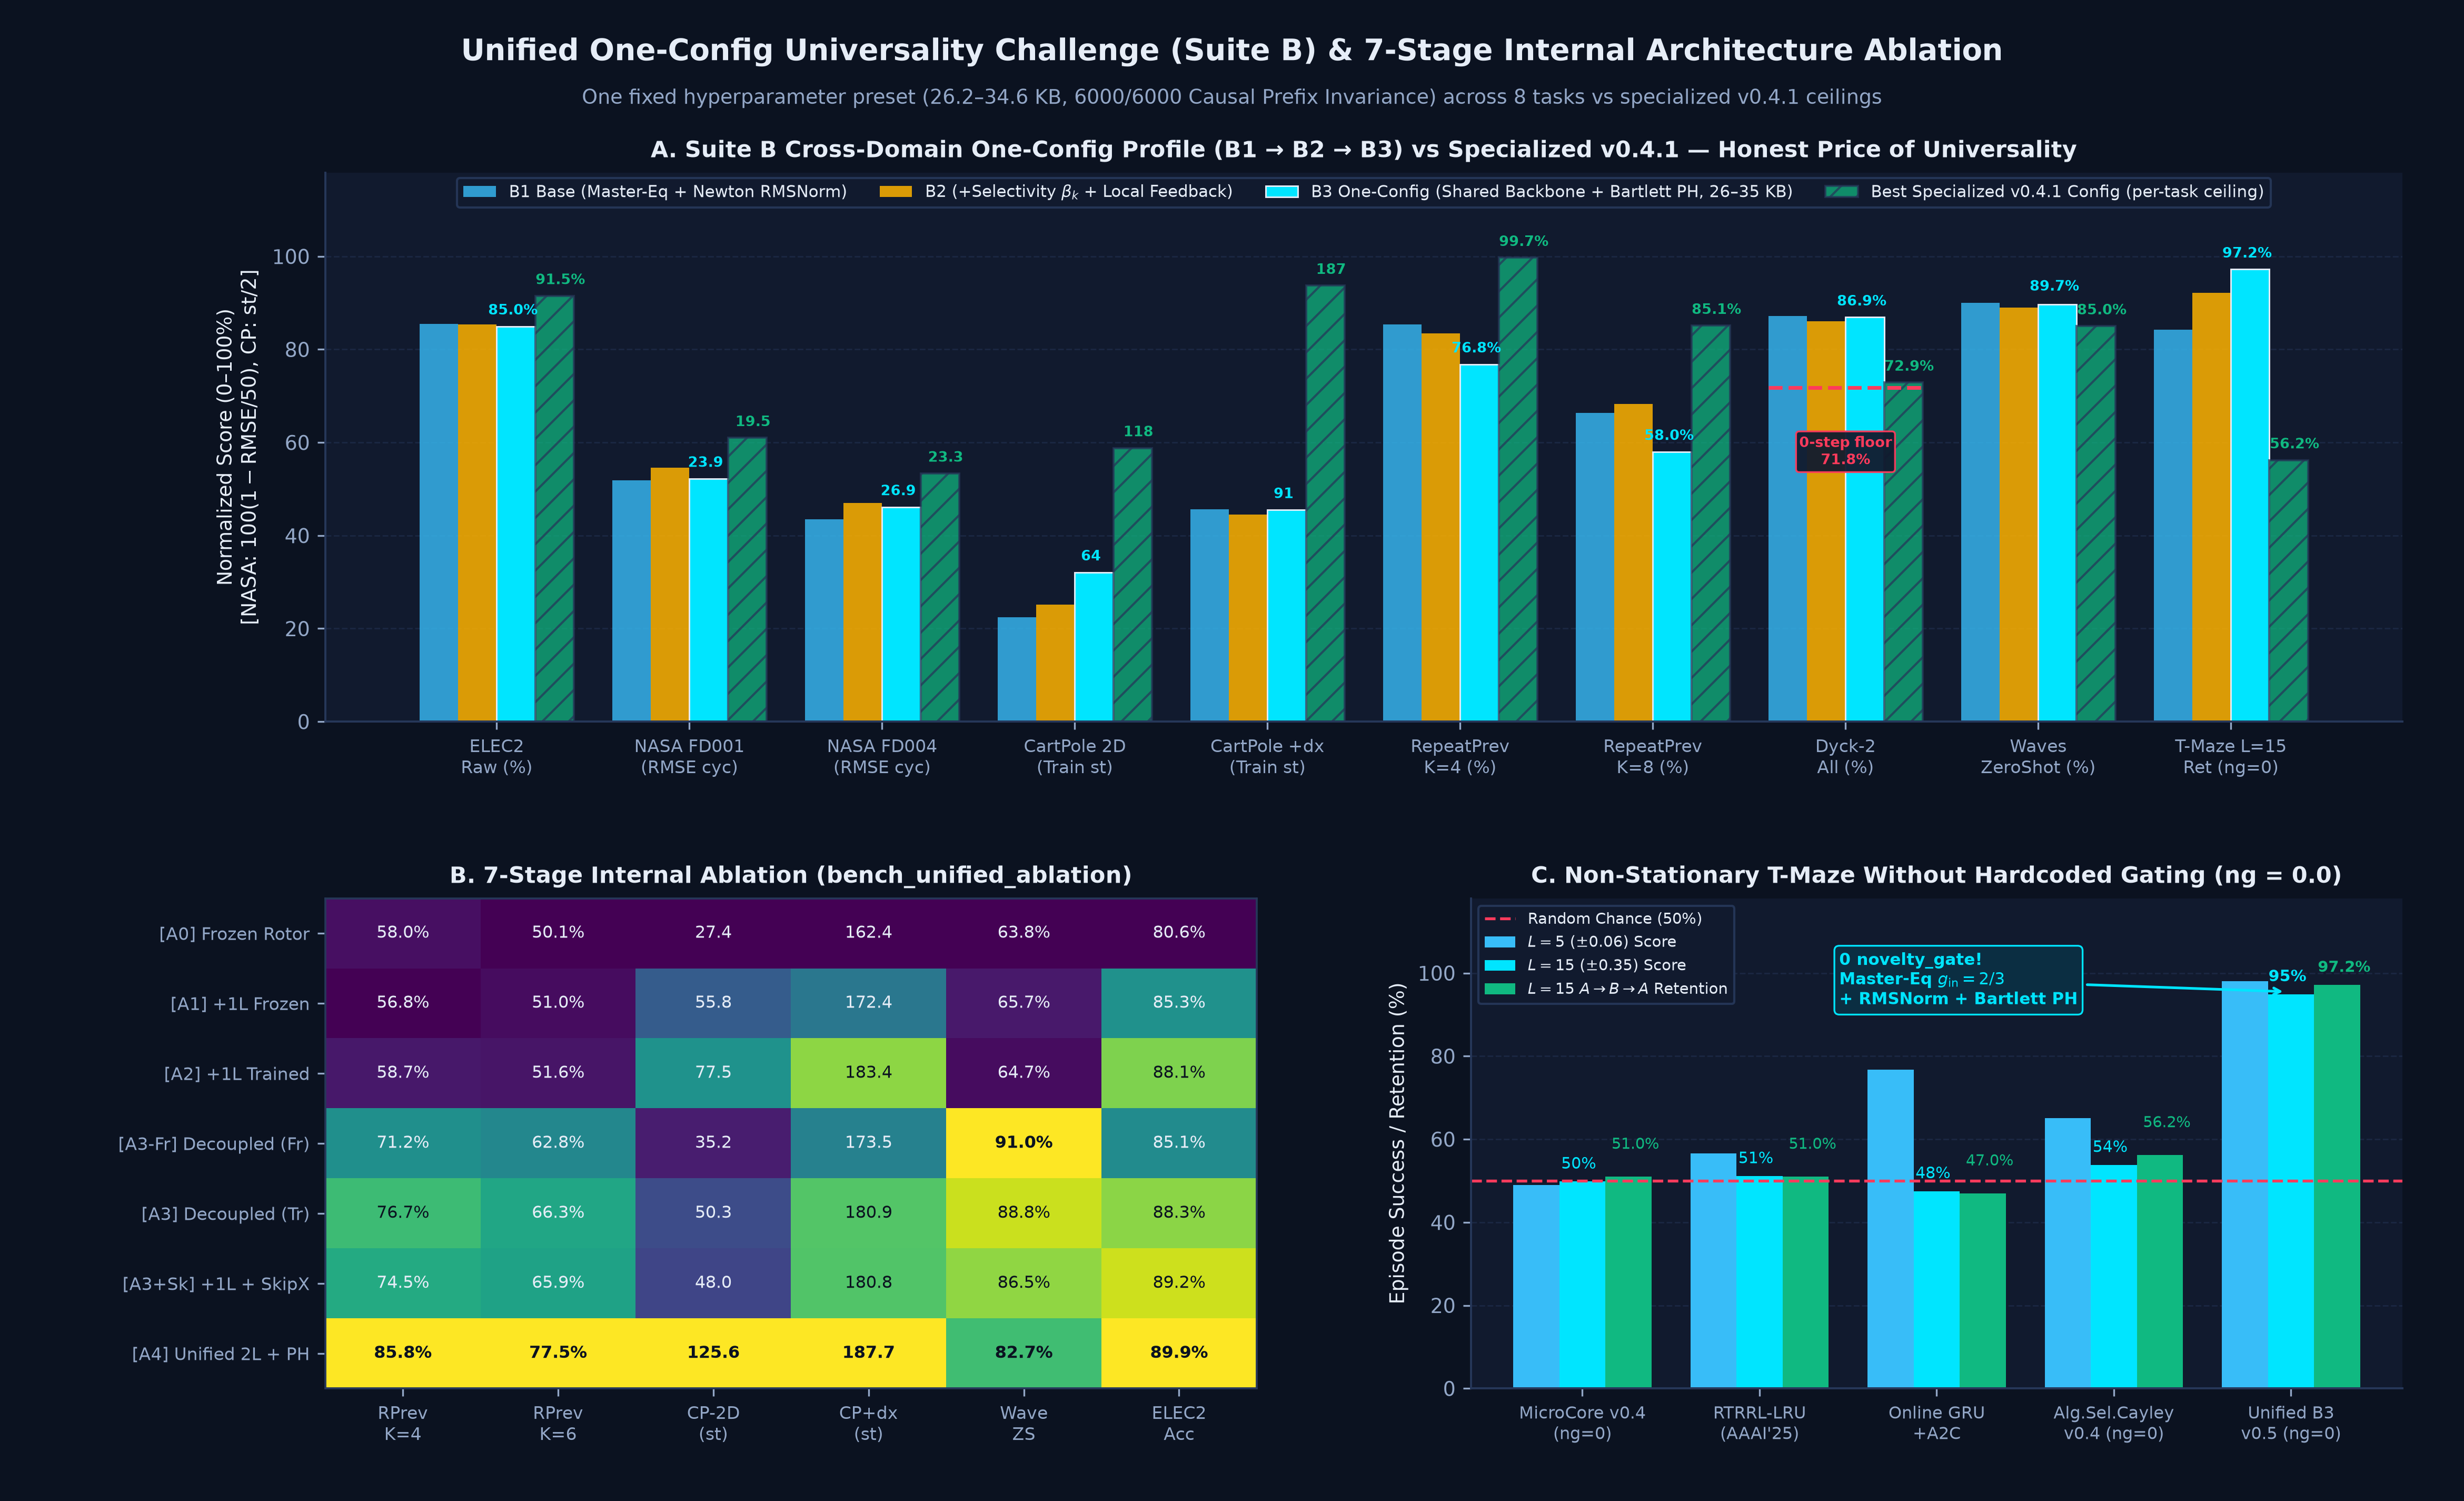 Unified One-Config Universality Challenge (Suite B) & 7-Stage Internal Architecture Ablation
One fixed hyperparameter preset (26.2–34.6 KB, 6000/6000 Causal Prefix Invariance) across 8 tasks vs specialized v0.4.1 ceilings
A. Suite B Cross-Domain One-Config Profile (B1 → B2 → B3) vs Specialized v0.4.1 — Honest Price of Universality
B1 Base (Master-Eq + Newton RMSNorm)
B2 (+Selectivity βk + Local Feedback)
B3 One-Config (Shared Backbone + Bartlett PH, 26–35 KB)
Best Specialized v0.4.1 Config (per-task ceiling)
Normalized Score (0–100%)
[NASA: 100(1 − RMSE/50), CP: st/2]
100
80
60
40
20
0
85.0%
91.5%
23.9
19.5
26.9
23.3
64
118
91
187
76.8%
99.7%
58.0%
85.1%
86.9%
72.9%
0-step floor
71.8%
89.7%
85.0%
97.2%
56.2%
ELEC2
Raw (%)
NASA FD001
(RMSE cyc)
NASA FD004
(RMSE cyc)
CartPole 2D
(Train st)
CartPole +dx
(Train st)
RepeatPrev
K=4 (%)
RepeatPrev
K=8 (%)
Dyck-2
All (%)
Waves
ZeroShot (%)
T-Maze L=15
Ret (ng=0)
B. 7-Stage Internal Ablation (bench_unified_ablation)
[A0] Frozen Rotor 58.0% 50.1% 27.4 162.4 63.8% 80.6%
[A1] +1L Frozen 56.8% 51.0% 55.8 172.4 65.7% 85.3%
[A2] +1L Trained 58.7% 51.6% 77.5 183.4 64.7% 88.1%
[A3-Fr] Decoupled (Fr) 71.2% 62.8% 35.2 173.5 91.0% 85.1%
[A3] Decoupled (Tr) 76.7% 66.3% 50.3 180.9 88.8% 88.3%
[A3+Sk] +1L + SkipX 74.5% 65.9% 48.0 180.8 86.5% 89.2%
[A4] Unified 2L + PH 85.8% 77.5% 125.6 187.7 82.7% 89.9%
RPrev
K=4
RPrev
K=6
CP-2D
(st)
CP+dx
(st)
Wave
ZS
ELEC2
Acc
C. Non-Stationary T-Maze Without Hardcoded Gating (ng = 0.0)
Random Chance (50%)
L = 5 (±0.06) Score
L = 15 (±0.35) Score
L = 15 A→B→A Retention
0 novelty_gate!
Master-Eq gin = 2/3
+ RMSNorm + Bartlett PH
Episode Success / Retention (%)
100
80
60
40
20
0
50%
51.0%
51%
51.0%
48%
47.0%
54%
56.2%
95%
97.2%
MicroCore v0.4
(ng=0)
RTRRL-LRU
(AAAI'25)
Online GRU
+A2C
Alg.Sel.Cayley
v0.4 (ng=0)
Unified B3
v0.5 (ng=0)